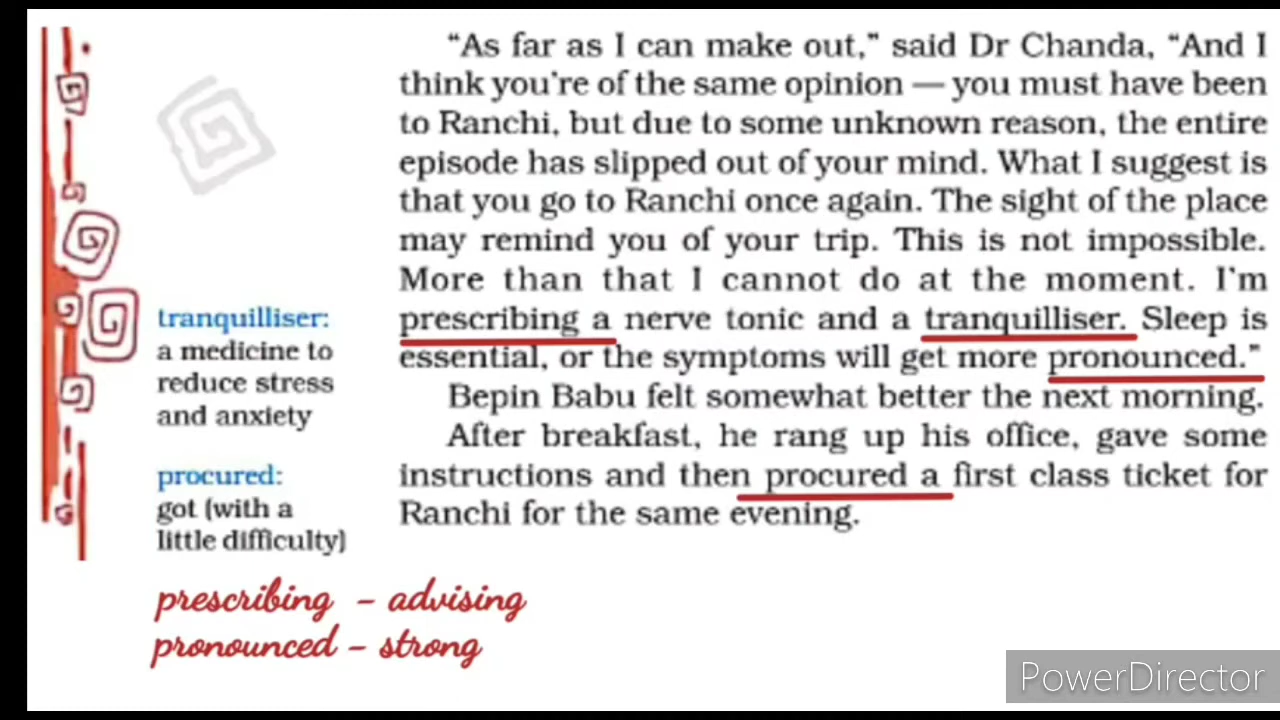 “As far as I can make out,” said Dr Chanda, “And I
think you’re of the same opinion — you must have been
to Ranchi, but due to some unknown reason, the entire
episode has slipped out of your mind. What I suggest is
that you go to Ranchi once again. The sight of the place
may remind you of your trip. This is not impossible.
More than that I cannot do at the moment. I’m
prescribing a nerve tonic and a tranquilliser. Sleep is
essential, or the symptoms will get more pronounced.”
Bepin Babu felt somewhat better the next morning.
After breakfast, he rang up his office, gave some
instructions and then procured a first class ticket for
Ranchi for the same evening.
tranquilliser:
a medicine to
reduce stress
and anxiety
procured:
got (with a
little difficulty)
prescribing - advising
pronounced - strong
PowerDirector